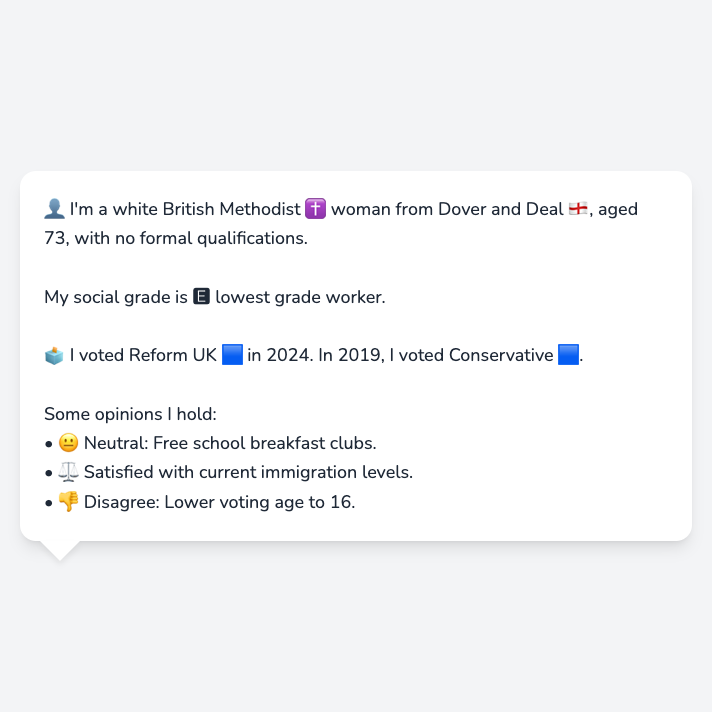 👤 I'm a white British Methodist ✝️ woman from Dover and Deal 🏴󠁧󠁢󠁥󠁮󠁧󠁿, aged
73, with no formal qualifications.
My social grade is 🅴 lowest grade worker.
🗳️ I voted Reform UK 🟦 in 2024. In 2019, I voted Conservative 🟦.
Some opinions I hold:
• 😐 Neutral: Free school breakfast clubs.
• ⚖️ Satisfied with current immigration levels.
• 👎 Disagree: Lower voting age to 16.